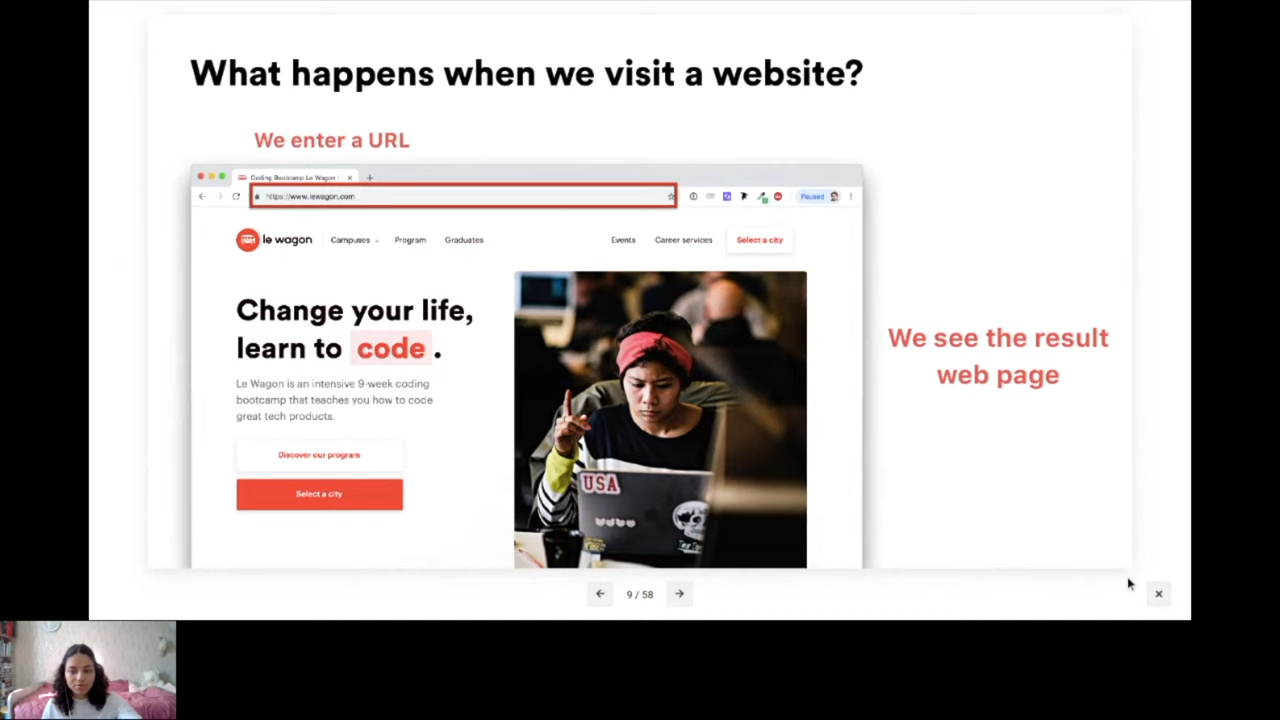 What happens when we visit a website?
We enter a URL
Coding Bootcamp Le Wagon |
https://www.lewagon.com
Paused
le wagon
Campuses
Program
Graduates
Events
Career services
Select a city
Change your life,
learn to code.
Le Wagon is an intensive 9-week coding
bootcamp that teaches you how to code
great tech products.
Discover our program
Select a city
USA
We see the result
web page
9 / 58